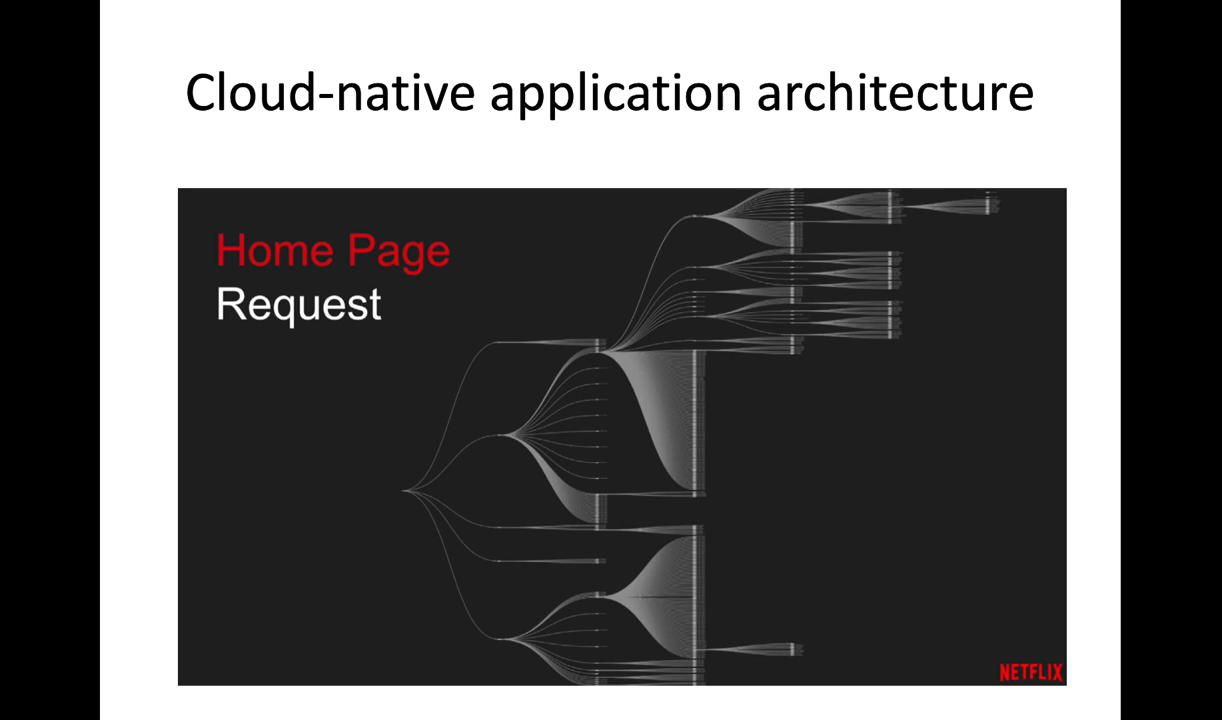 Cloud-native application architecture
Home Page
Request
NETFLIX